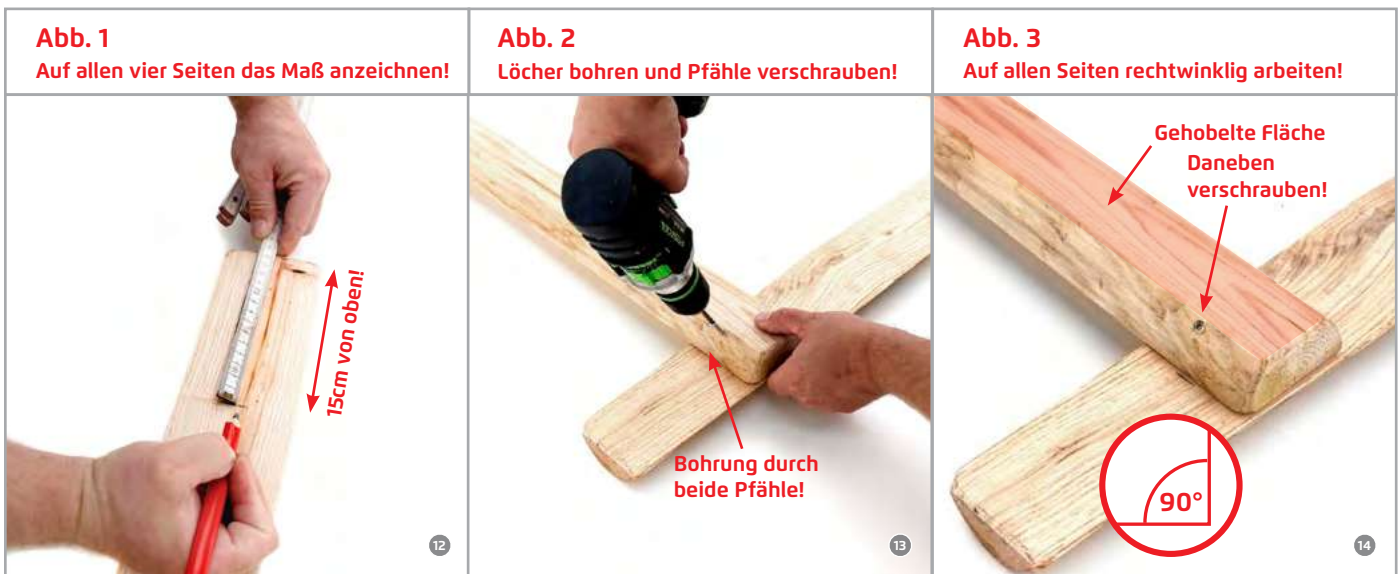 Abb. 1
Auf allen vier Seiten das Maß anzeichnen!
15cm von oben!
12
Abb. 2
Löcher bohren und Pfähle verschrauben!
Bohrung durch
beide Pfähle!
13
Abb. 3
Auf allen Seiten rechtwinklig arbeiten!
Gehobelte Fläche
Daneben
verschrauben!
90°
14